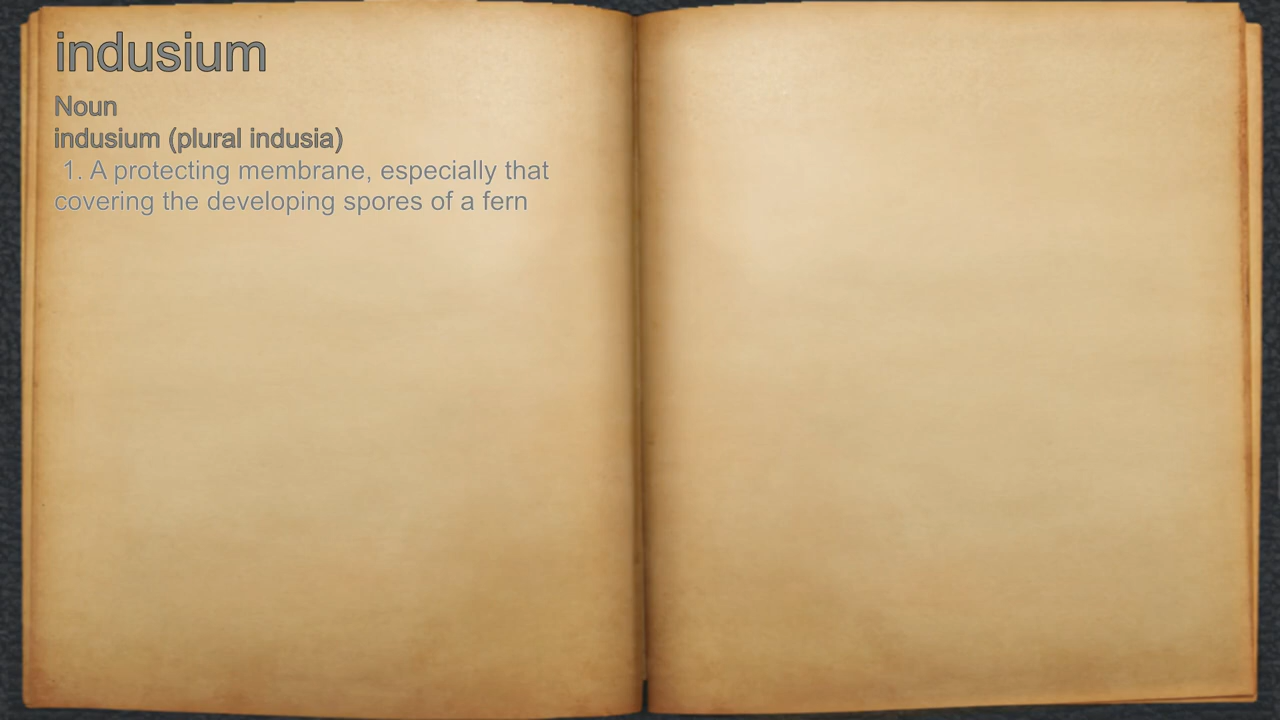 indusium
Noun
indusium (plural indusia)
1. A protecting membrane, especially that
covering the developing spores of a fern